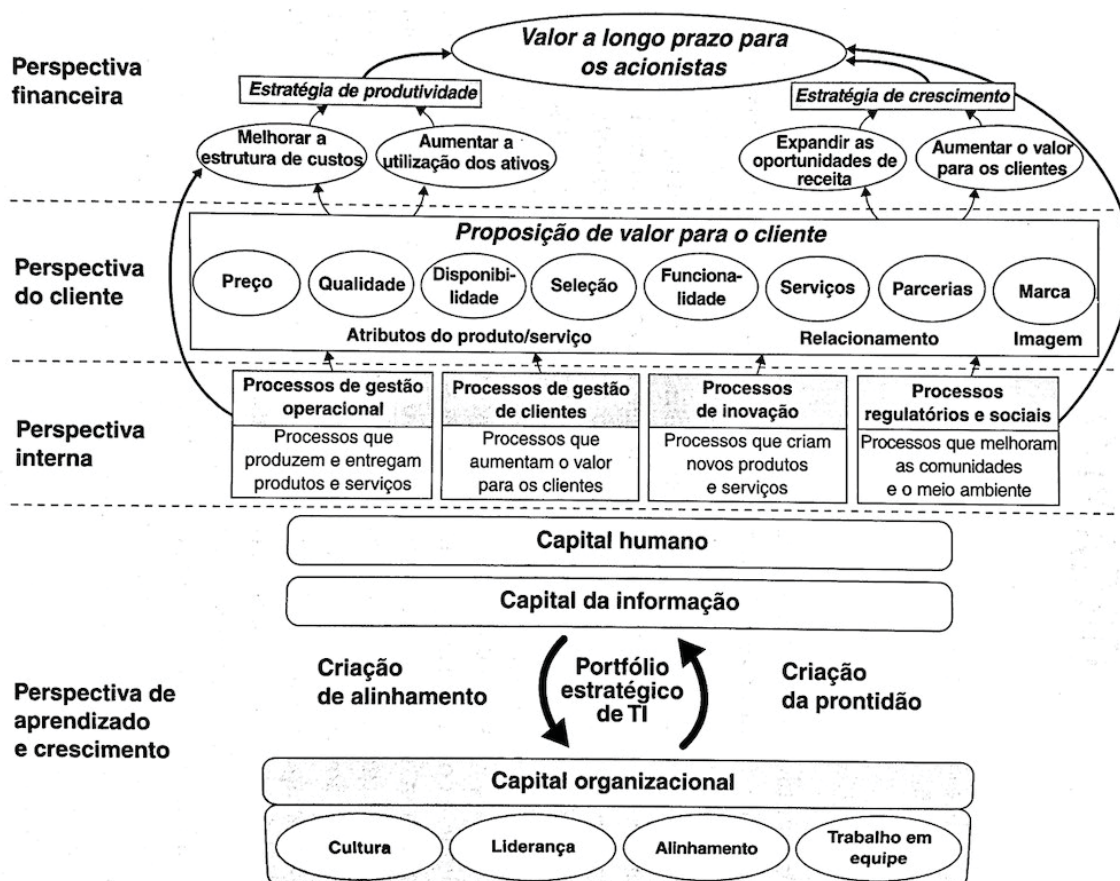 Perspectiva
financeira
Valor a longo prazo para
os acionistas
Estratégia de produtividade
Estratégia de crescimento
Melhorar a
estrutura de custos
Aumentar a
utilização dos ativos
Expandir as
oportunidades de
receita
Aumentar o valor
para os clientes
Perspectiva
do cliente
Proposição de valor para o cliente
Preço
Qualidade
Disponibi-
lidade
Seleção
Funciona-
lidade
Serviços
Parcerias
Marca
Atributos do produto/serviço
Relacionamento
Imagem
Perspectiva
interna
Processos de gestão
operacional
Processos que
produzem e entregam
produtos e serviços
Processos de gestão
de clientes
Processos que
aumentam o valor
para os clientes
Processos
de inovação
Processos que criam
novos produtos
e serviços
Processos
regulatórios e sociais
Processos que melhoram
as comunidades
e o meio ambiente
Perspectiva de
aprendizado
e crescimento
Capital humano
Capital da informação
Criação
de alinhamento
Portfólio
estratégico
de TI
Criação
da prontidão
Capital organizacional
Cultura
Liderança
Alinhamento
Trabalho em
equipe